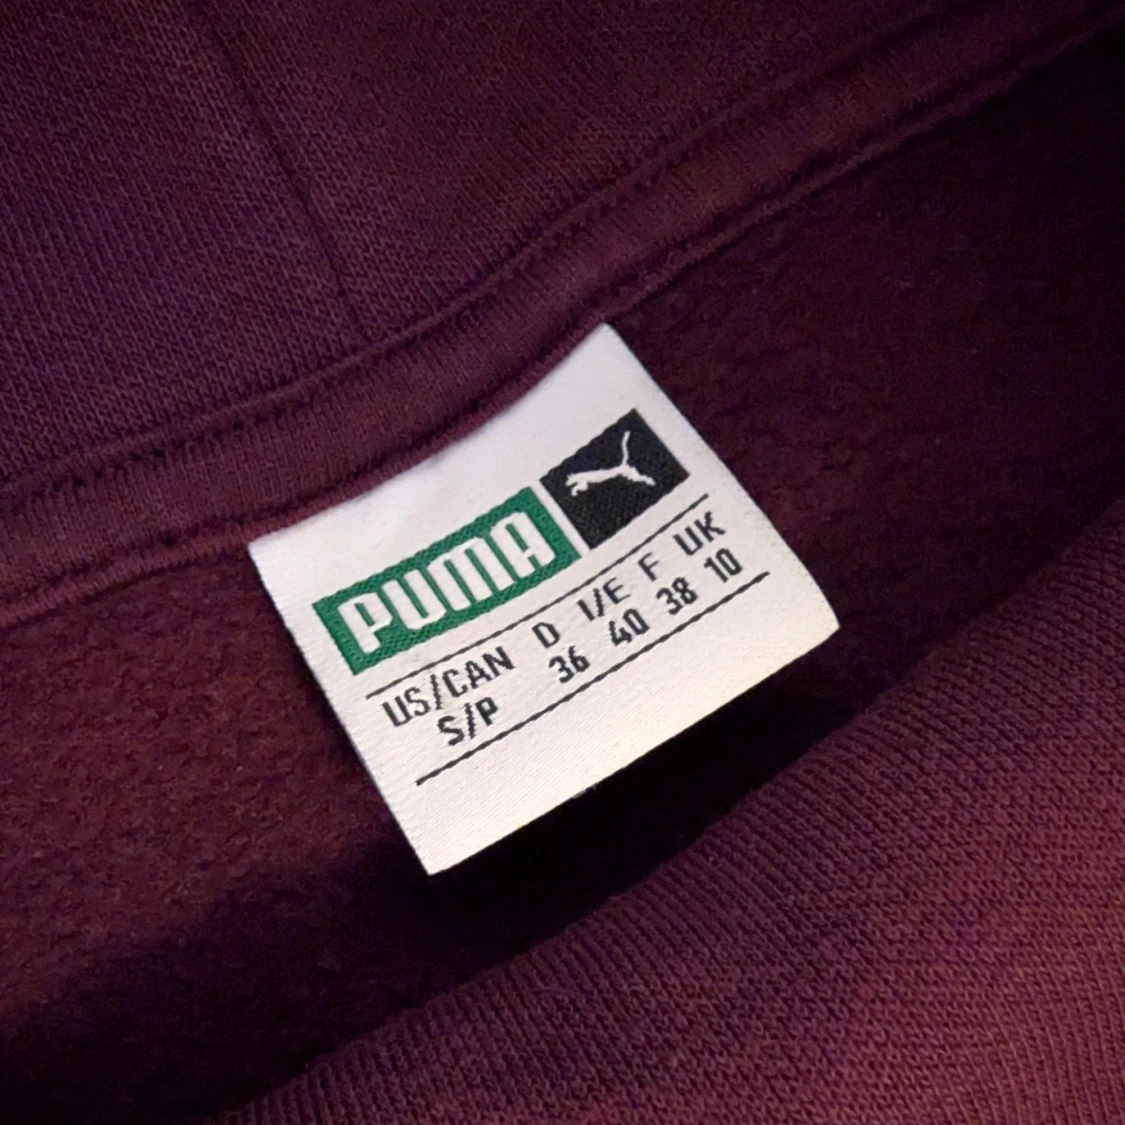 PUMA
US/CAN D I/E F UK
S/P 36 40 38 10